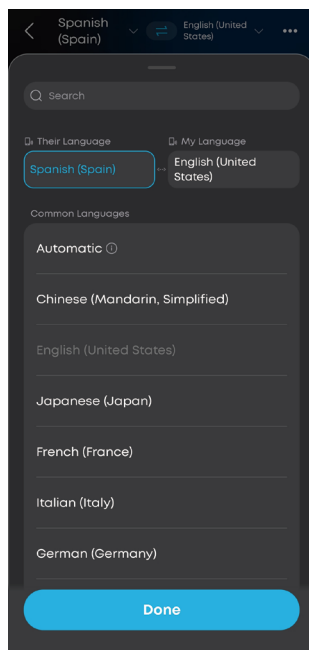 Spanish
(Spain)
English (United
States)
Search
Their Language
My Language
Spanish (Spain)
English (United
States)
Common Languages
Automatic
Chinese (Mandarin, Simplified)
English (United States)
Japanese (Japan)
French (France)
Italian (Italy)
German (Germany)
Done